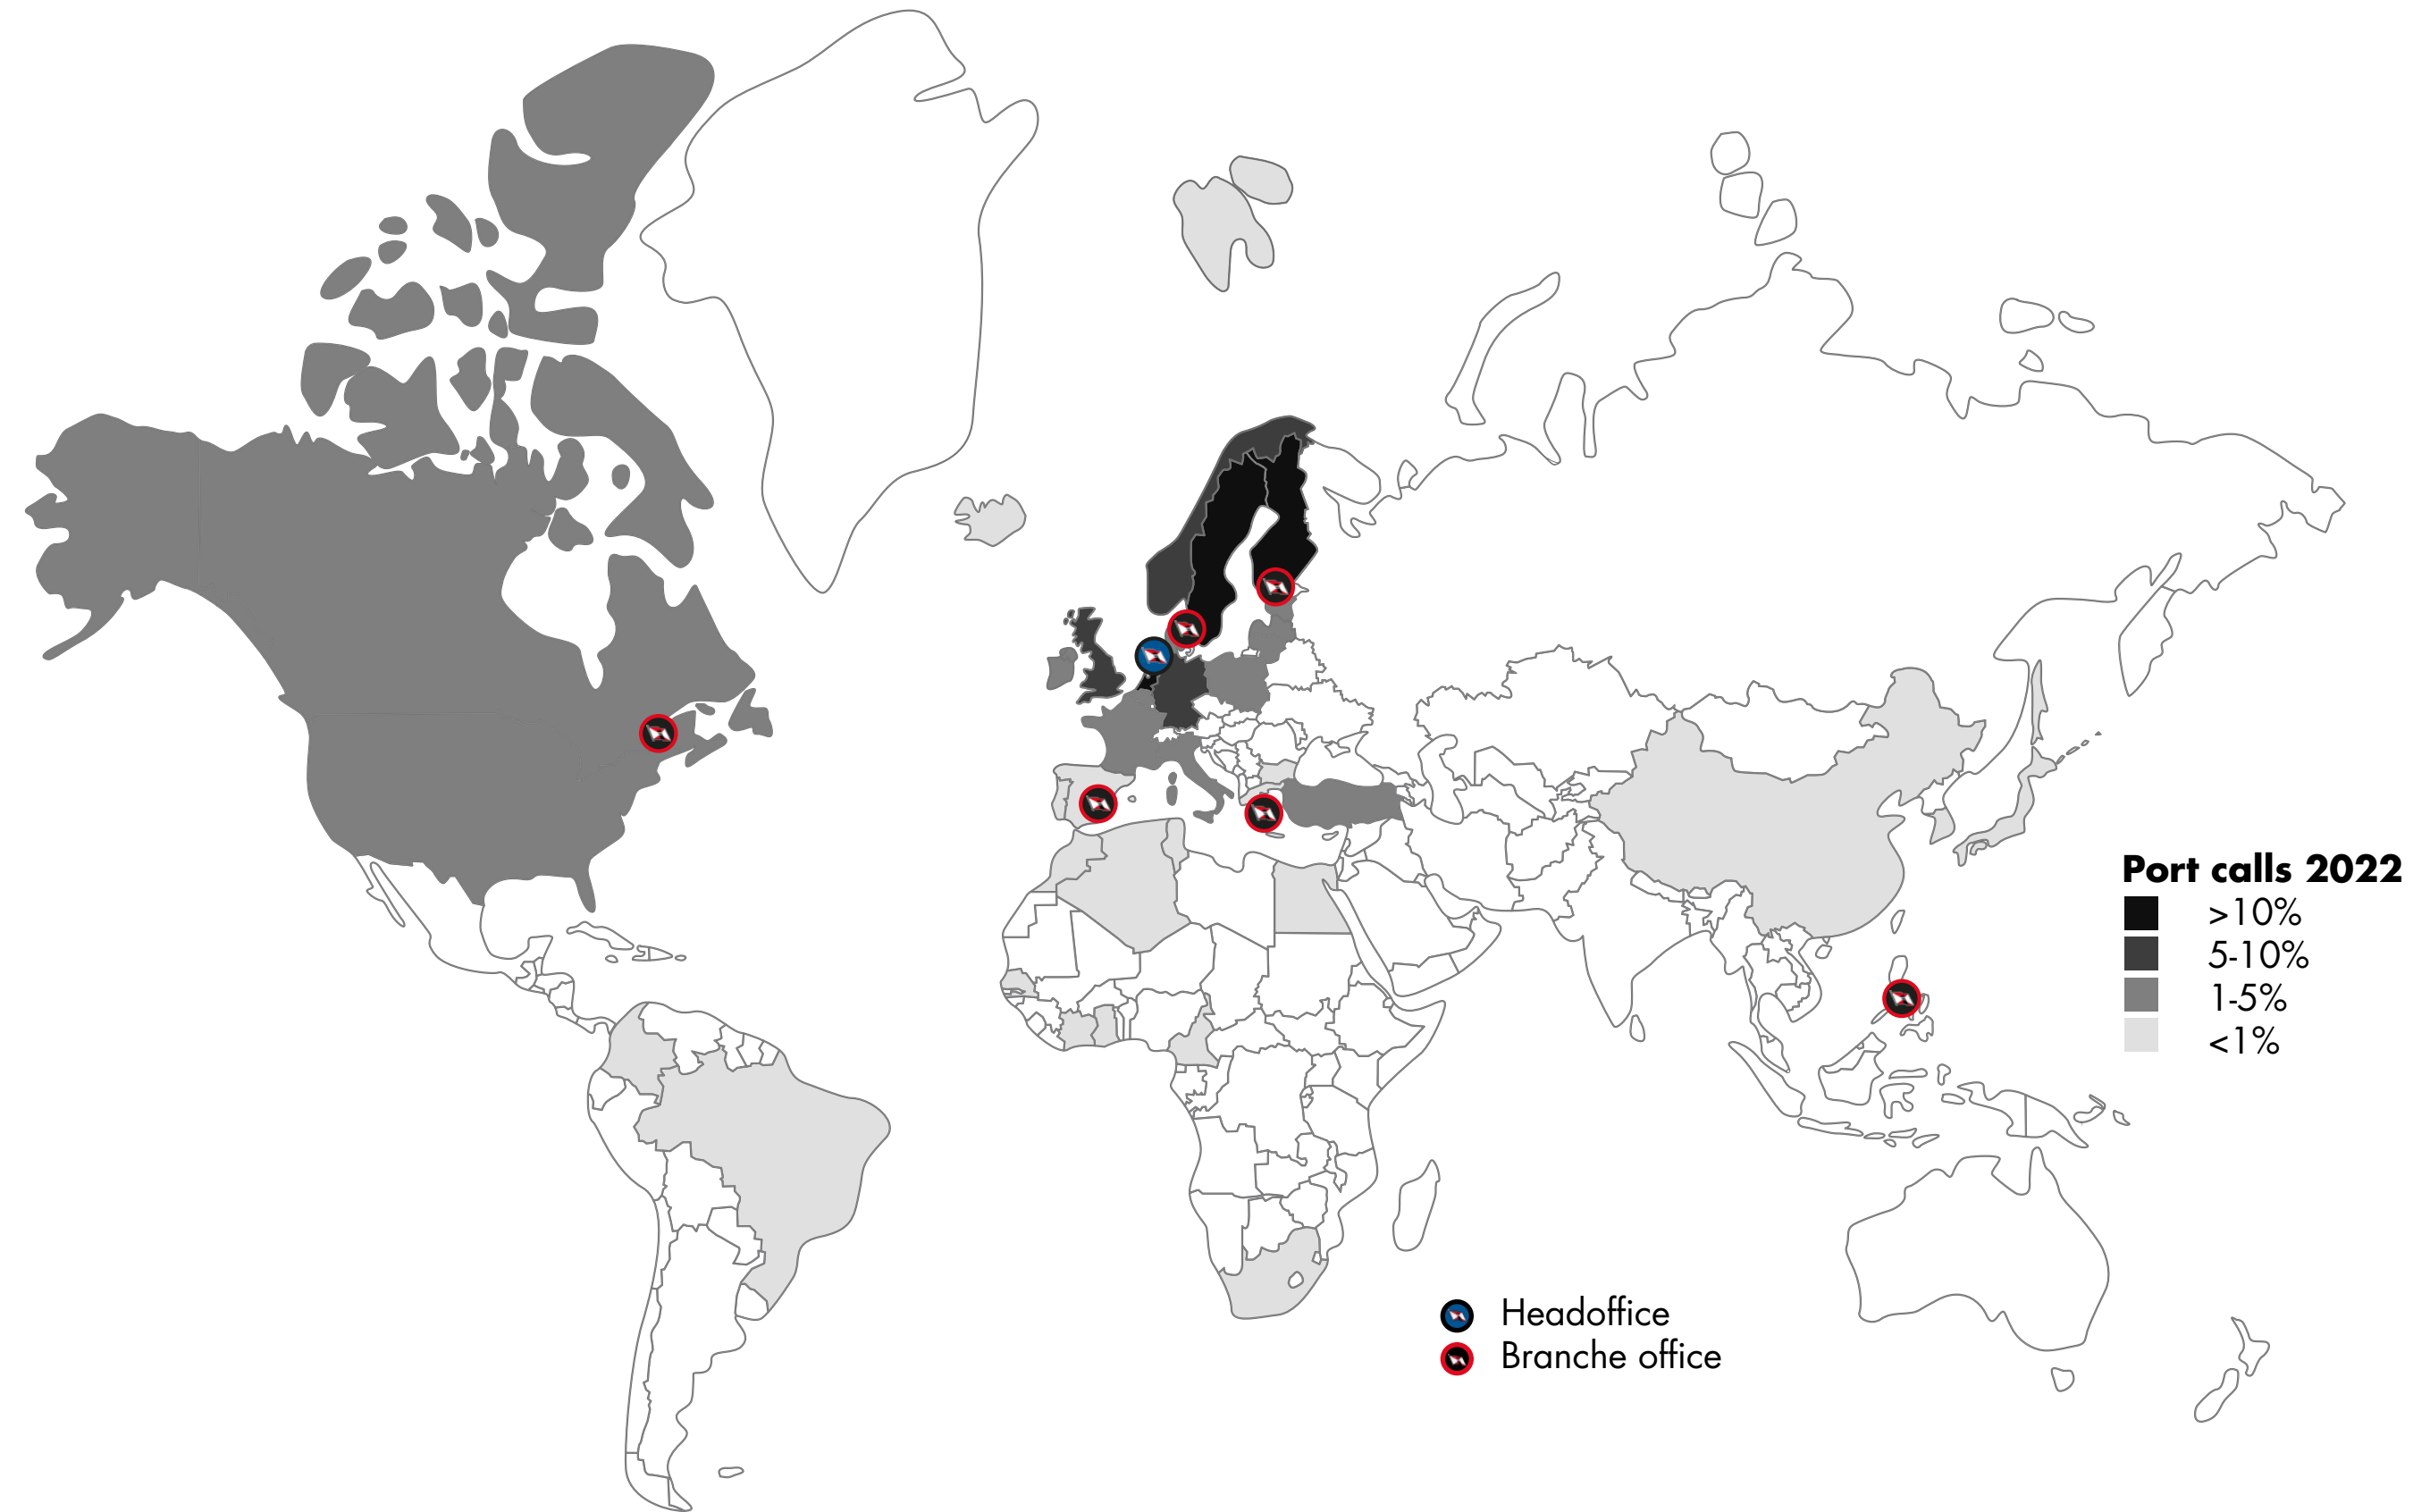 Port calls 2022
>10%
5-10%
1-5%
<1%
Headoffice
Branche office